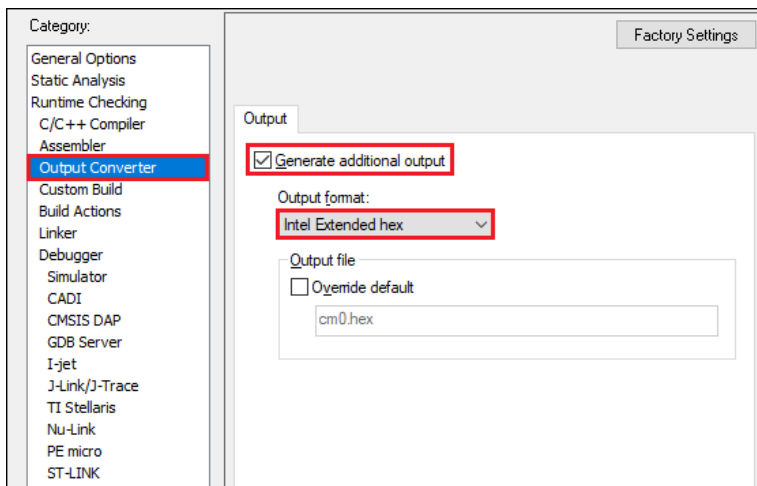 Category:
General Options
Static Analysis
Runtime Checking
C/C++ Compiler
Assembler
Output Converter
Custom Build
Build Actions
Linker
Debugger
Simulator
CADI
CMSIS DAP
GDB Server
I-jet
J-Link/J-Trace
TI Stellaris
Nu-Link
PE micro
ST-LINK
Factory Settings
Output
Generate additional output
Output format:
Intel Extended hex
Output file
Override default
cm0.hex